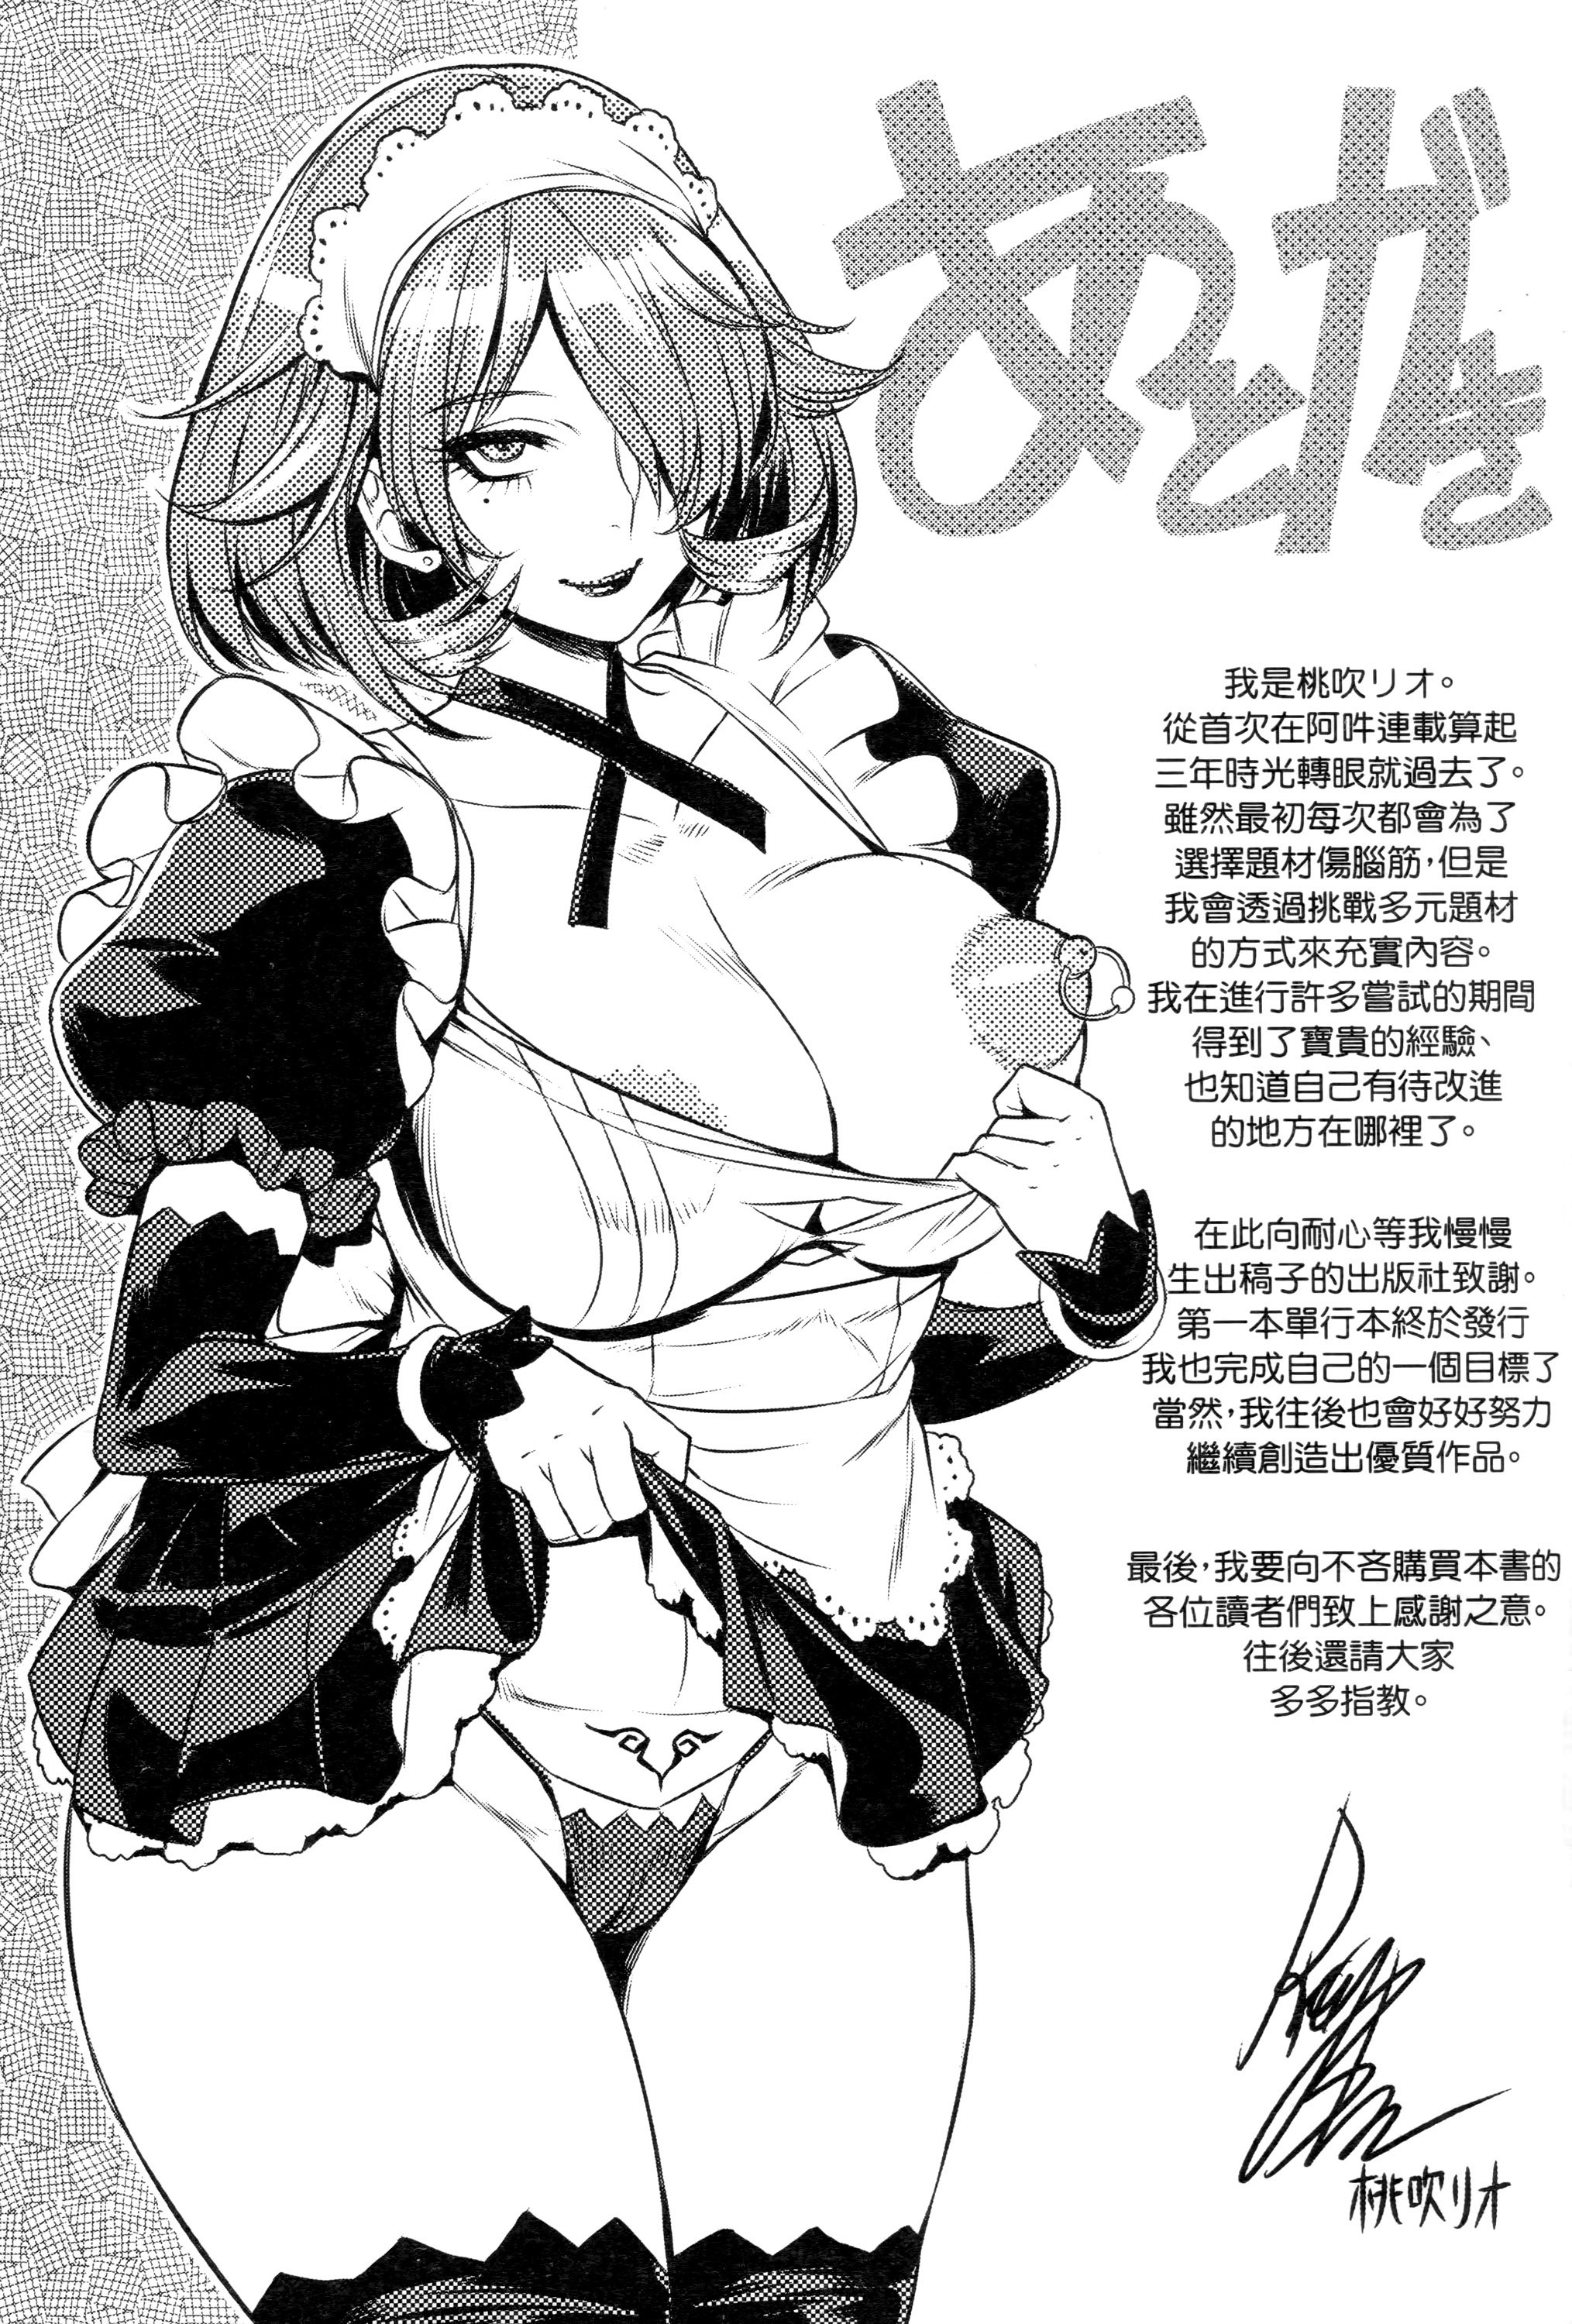 あとがき
我是桃吹リオ。
從首次在阿吽連載算起
三年時光轉眼就過去了。
雖然最初每次都會為了
選擇題材傷腦筋，但是
我會透過挑戰多元題材
的方式來充實內容。
我在進行許多嘗試的期間
得到了寶貴的經驗、
也知道自己有待改進
的地方在哪裡了。
在此向耐心等我慢慢
生出稿子的出版社致謝。
第一本單行本終於發行
我也完成自己的一個目標了
當然，我往後也會好好努力
繼續創造出優質作品。
最後，我要向不吝購買本書的
各位讀者們致上感謝之意。
往後還請大家
多多指教。
桃吹リオ